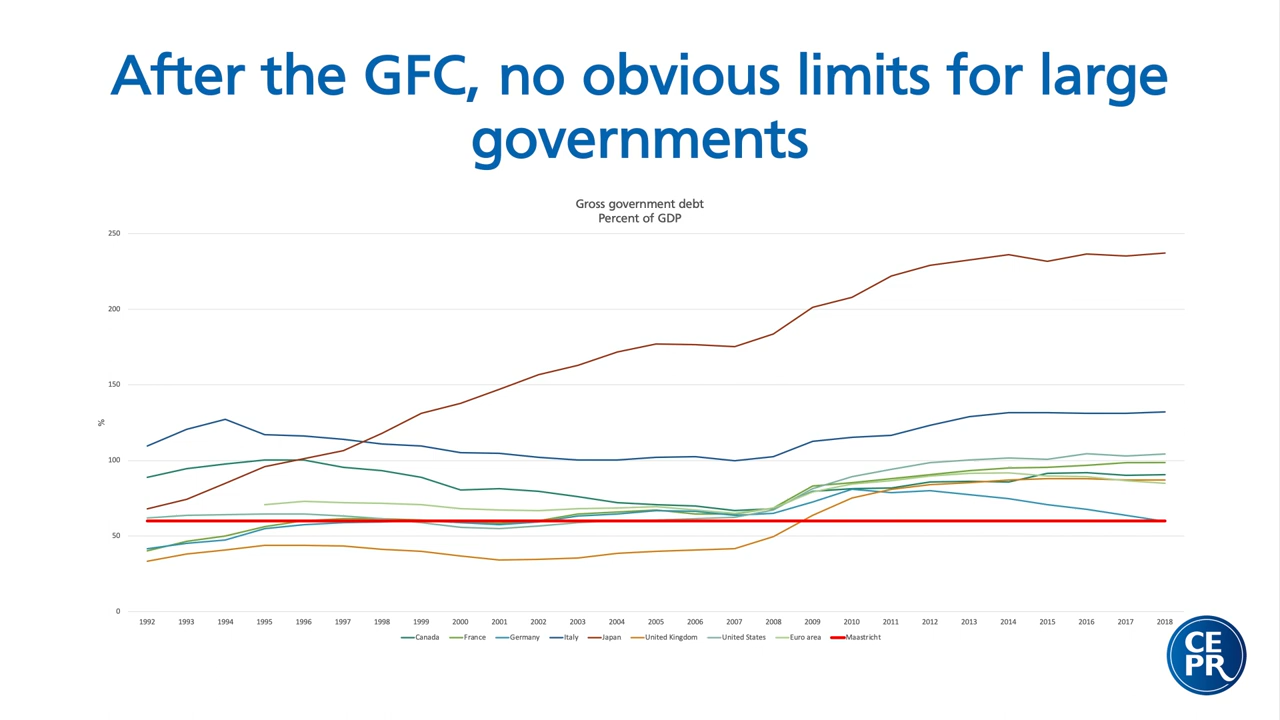 After the GFC, no obvious limits for large
governments
Gross government debt
Percent of GDP
250
200
150
%
100
50
0
1992 1993 1994 1995 1996 1997 1998 1999 2000 2001 2002 2003 2004 2005 2006 2007 2008 2009 2010 2011 2012 2013 2014 2015 2016 2017 2018
Canada France Germany Italy Japan United Kingdom United States Euro area Maastricht
CE
PR